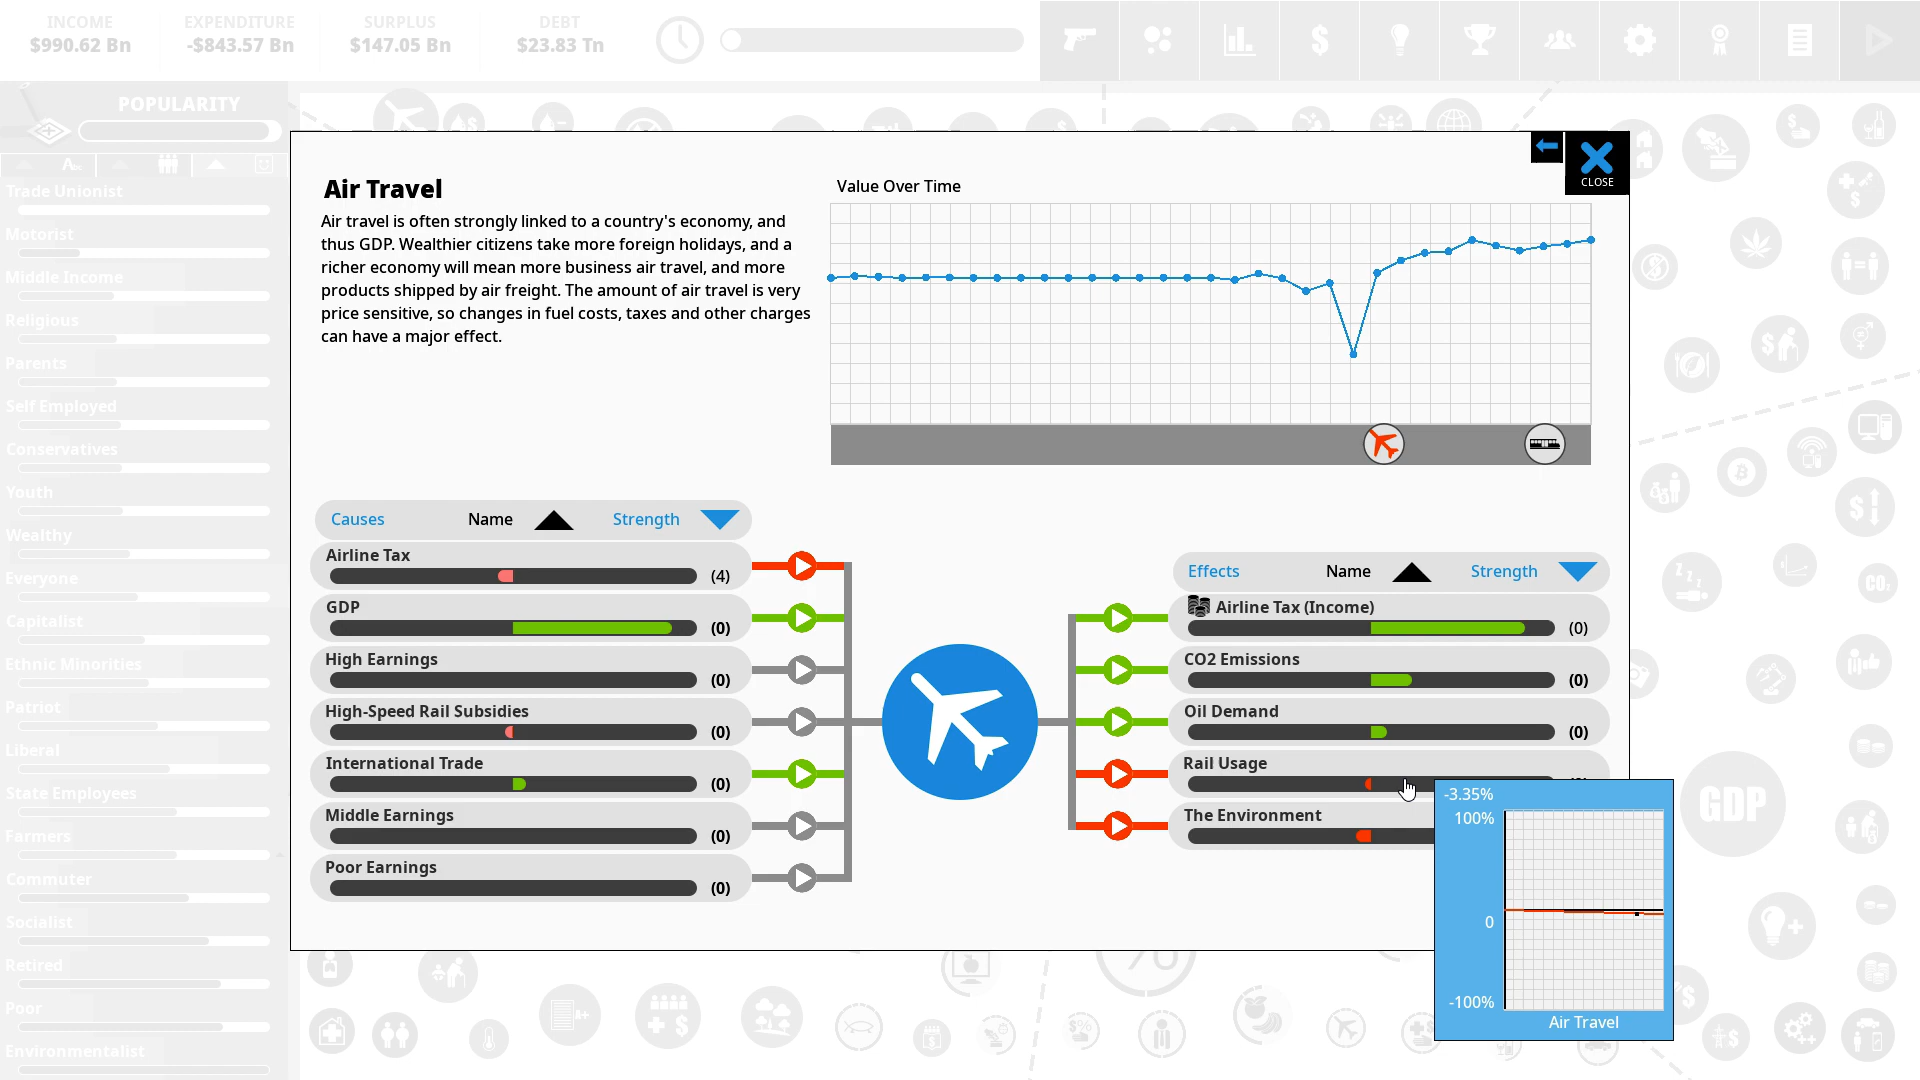 INCOME
$990.62 Bn
EXPENDITURE
-$843.57 Bn
SURPLUS
$147.05 Bn
DEBT
$23.83 Tn
POPULARITY
Trade Unionist
Motorist
Middle Income
Religious
Parents
Self Employed
Conservatives
Youth
Wealthy
Everyone
Capitalist
Ethnic Minorities
Patriot
Liberal
State Employees
Farmers
Commuter
Socialist
Retired
Poor
Environmentalist
CLOSE
Air Travel
Air travel is often strongly linked to a country's economy, and
thus GDP. Wealthier citizens take more foreign holidays, and a
richer economy will mean more business air travel, and more
products shipped by air freight. The amount of air travel is very
price sensitive, so changes in fuel costs, taxes and other charges
can have a major effect.
Value Over Time
Causes Name Strength
Airline Tax
(4)
GDP
(0)
High Earnings
(0)
High-Speed Rail Subsidies
(0)
International Trade
(0)
Middle Earnings
(0)
Poor Earnings
(0)
Effects Name Strength
Airline Tax (Income)
(0)
CO2 Emissions
(0)
Oil Demand
(0)
Rail Usage
The Environment
-3.35%
100%
0
-100%
Air Travel
CO₂
GDP